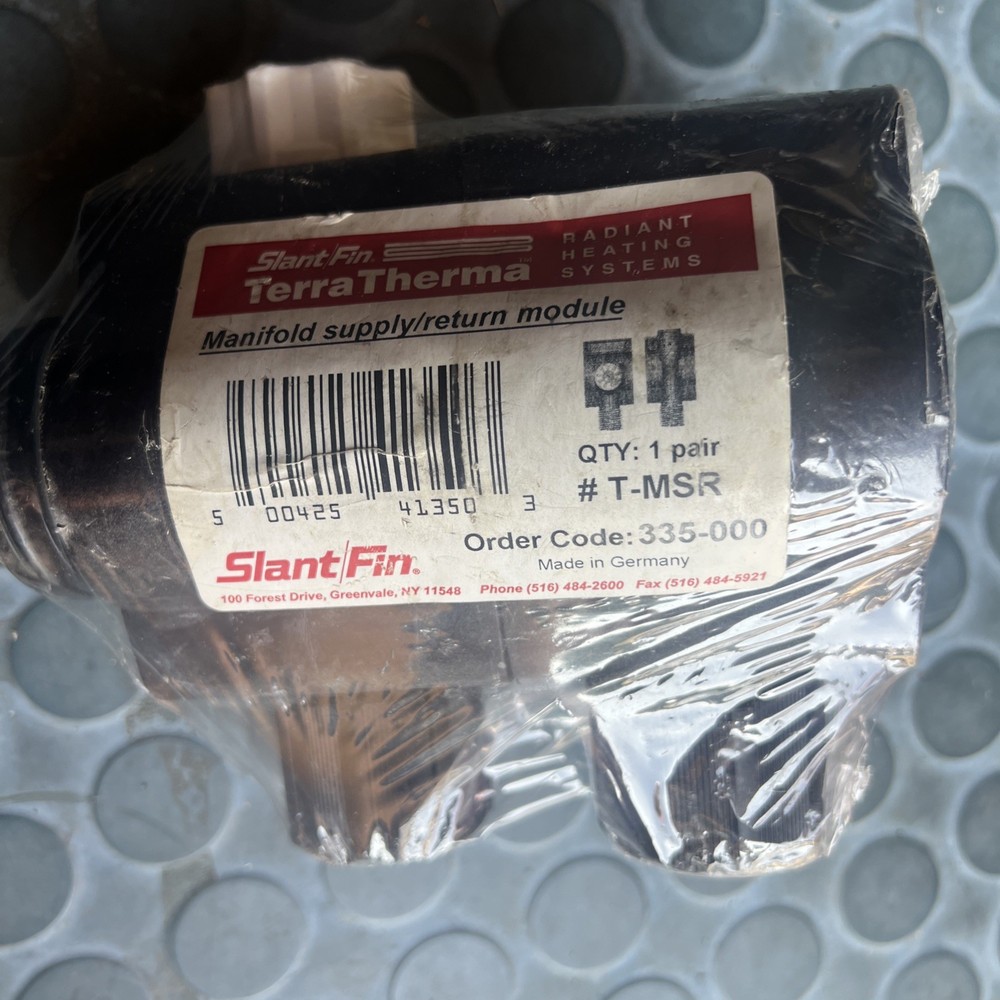 Slant/Fin®
TerraTherma™
RADIANT
HEATING
SYSTEMS
Manifold supply/return module
QTY: 1 pair
# T-MSR
5 00425 41350 3
Order Code: 335-000
Made in Germany
Slant/Fin®
100 Forest Drive, Greenvale, NY 11548 Phone (516) 484-2600 Fax (516) 484-5921